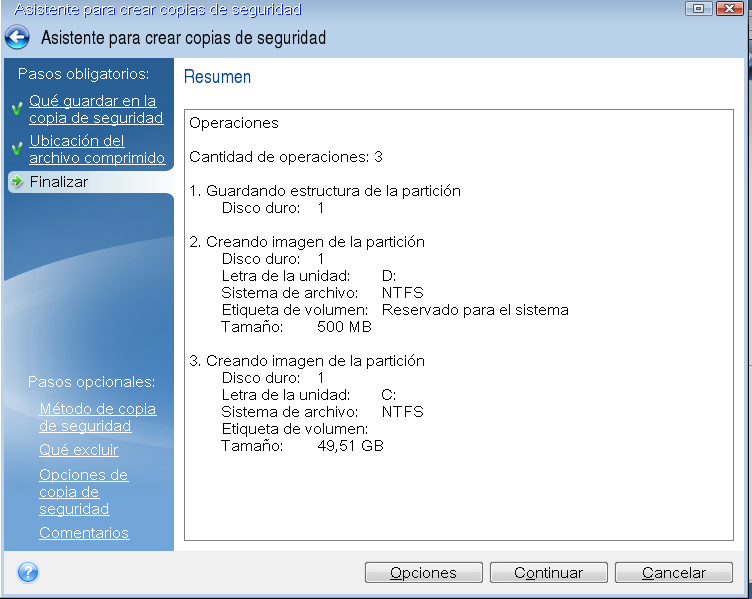 Asistente para crear copias de seguridad
Asistente para crear copias de seguridad
Pasos obligatorios:
Qué guardar en la
copia de seguridad
Ubicación del
archivo comprimido
Finalizar
Pasos opcionales:
Método de copia
de seguridad
Qué excluir
Opciones de
copia de
seguridad
Comentarios
Resumen
Operaciones
Cantidad de operaciones: 3
1. Guardando estructura de la partición
Disco duro: 1
2. Creando imagen de la partición
Disco duro: 1
Letra de la unidad: D:
Sistema de archivo: NTFS
Etiqueta de volumen: Reservado para el sistema
Tamaño: 500 MB
3. Creando imagen de la partición
Disco duro: 1
Letra de la unidad: C:
Sistema de archivo: NTFS
Etiqueta de volumen:
Tamaño: 49,51 GB
?
Opciones Continuar Cancelar